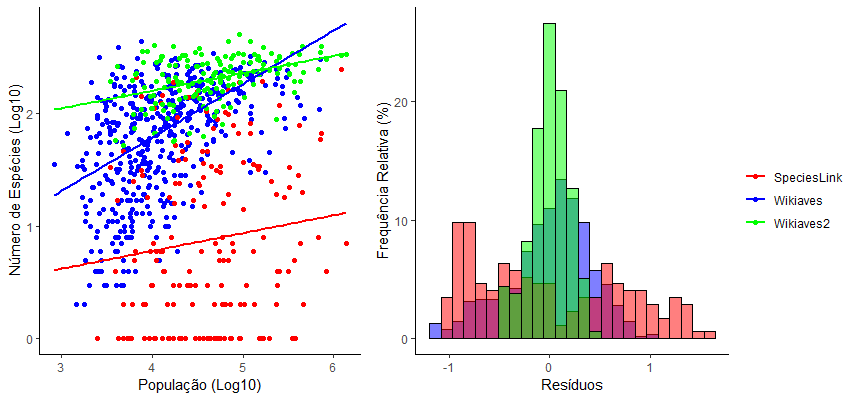 Número de Espécies (Log10)
2
1
0
3
4
5
6
População (Log10)
Frequência Relativa (%)
20
10
0
-1
0
1
Resíduos
SpeciesLink
Wikiaves
Wikiaves2